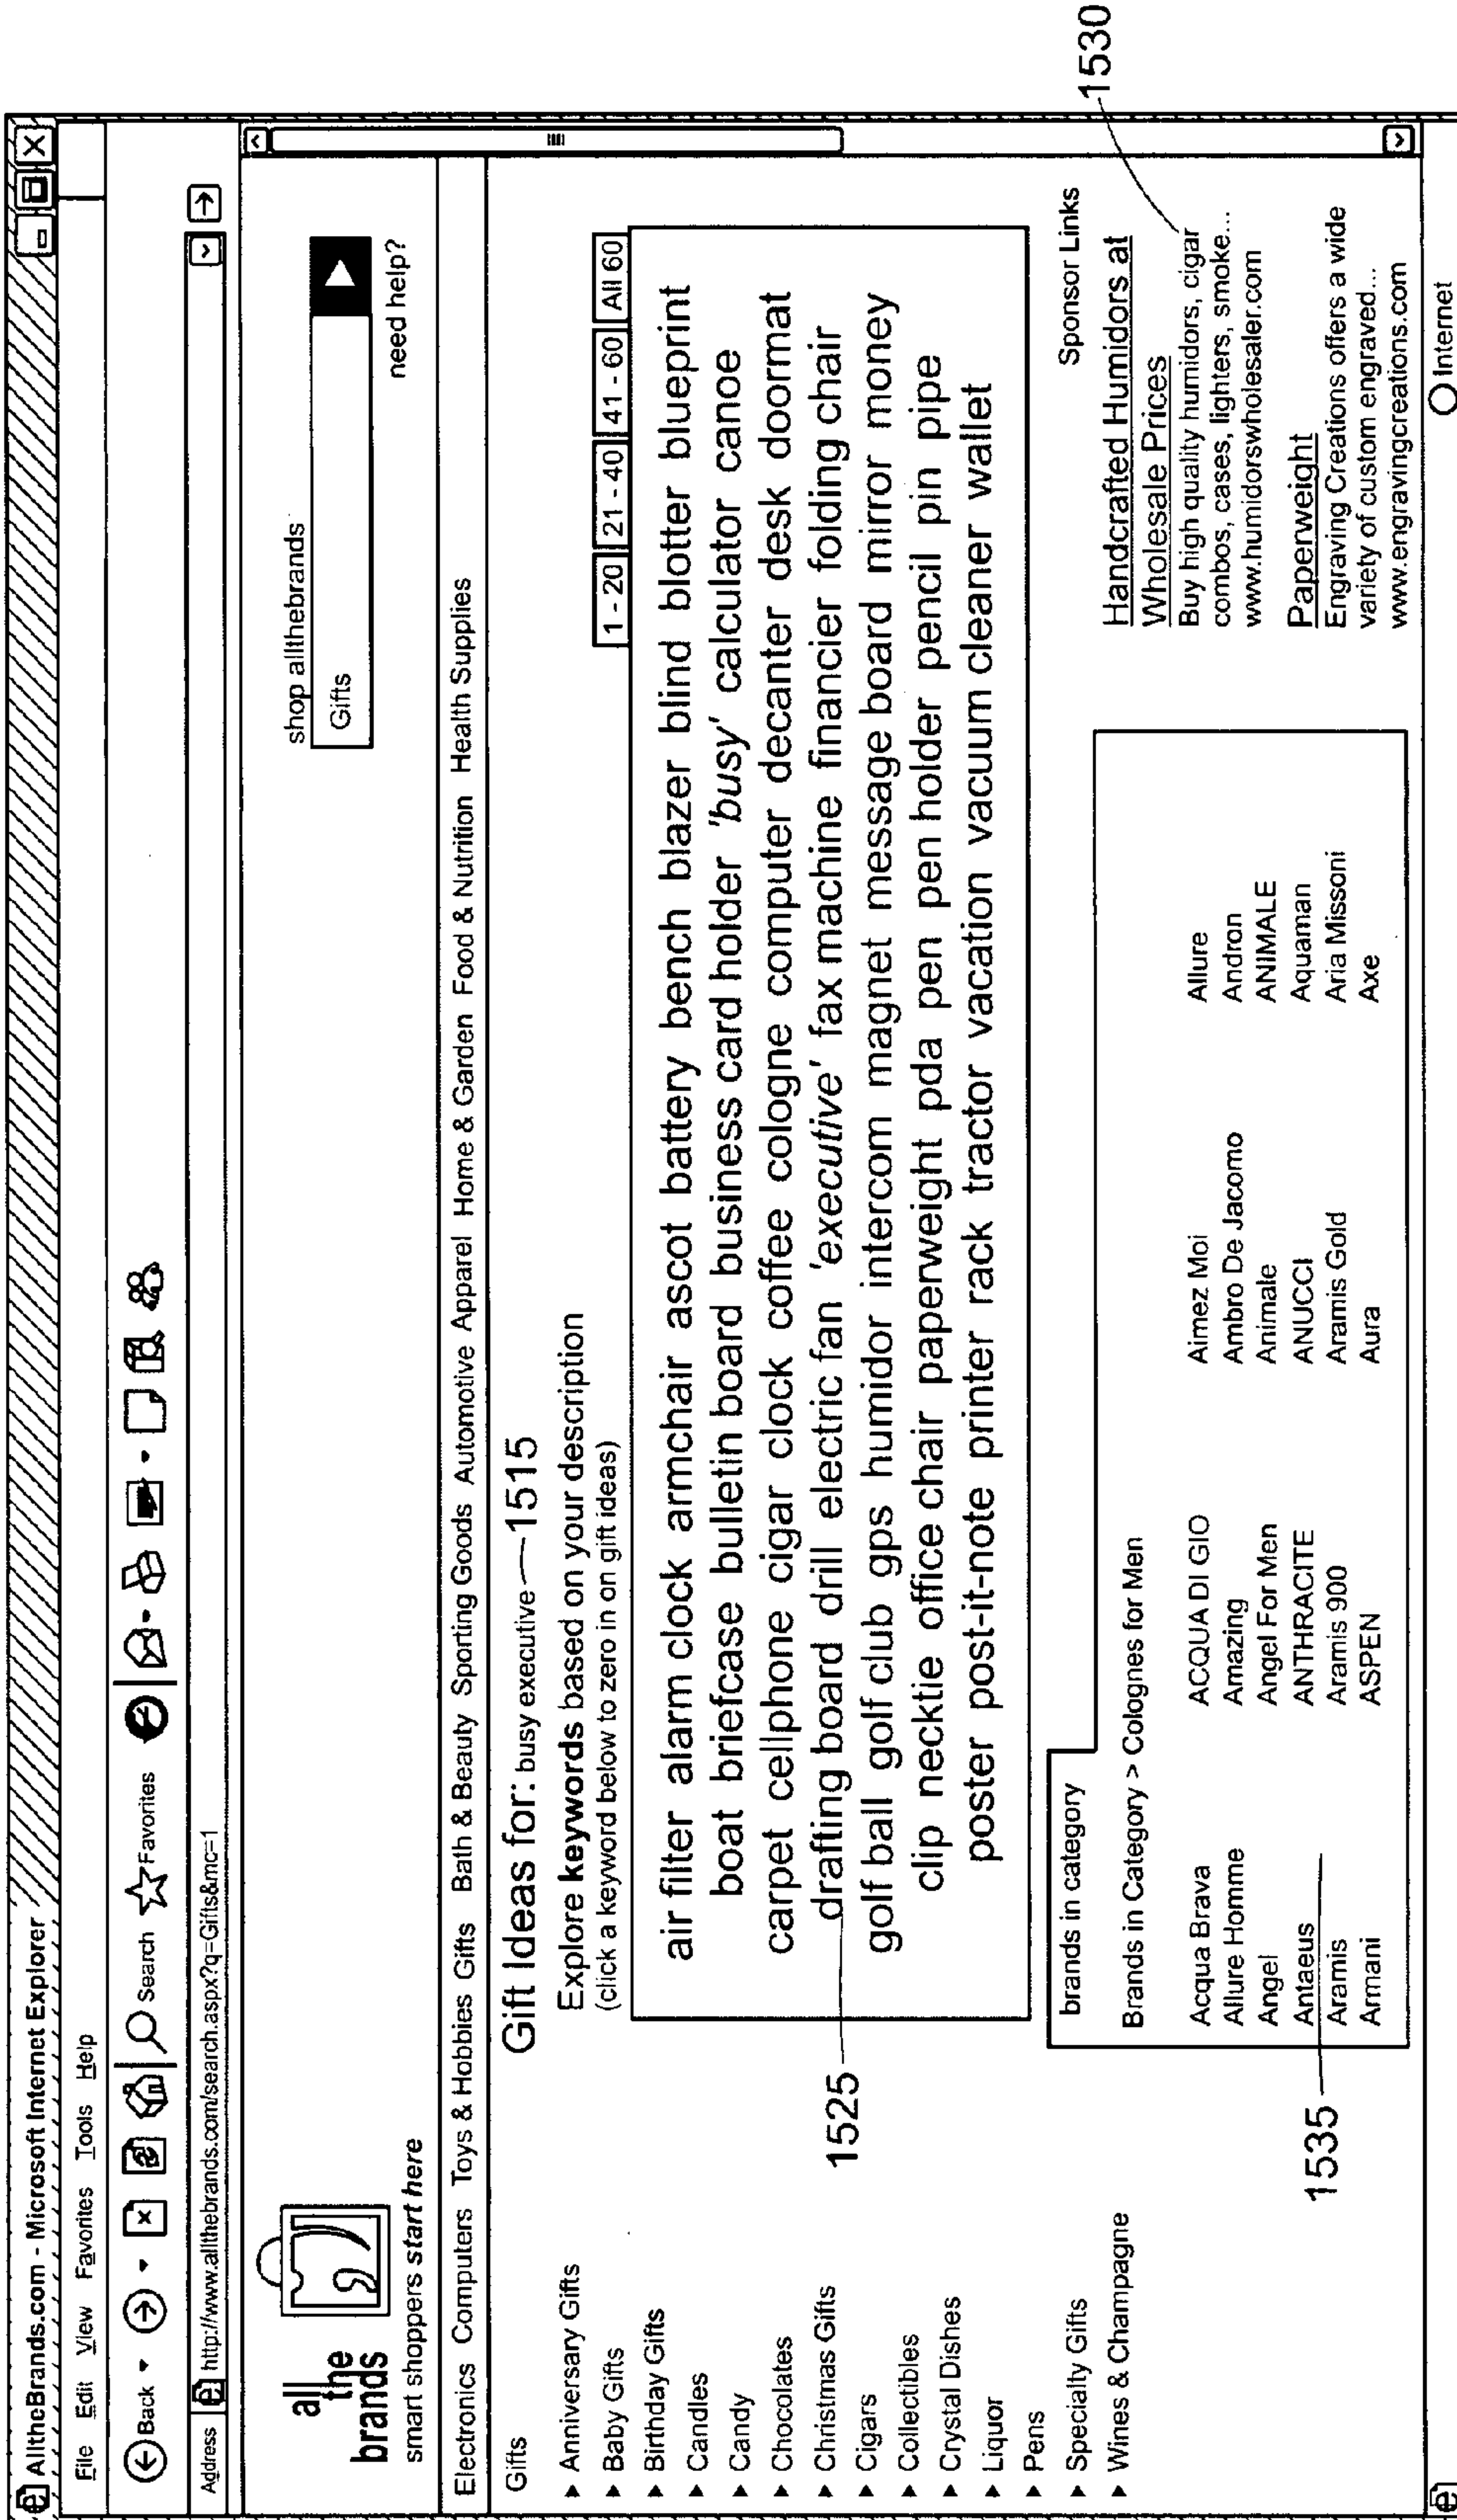 AlltheBrands.com - Microsoft Internet Explorer
File Edit View Favorites Tools Help
Back Search Favorites
Address http://www.allthebrands.com/search.aspx?q=Gifts&mc=1
all the brands
smart shoppers start here
shop allthebrands
Gifts
need help?
Electronics Computers Toys & Hobbies Gifts Bath & Beauty Sporting Goods Automotive Apparel Home & Garden Food & Nutrition Health Supplies
Gifts
Anniversary Gifts
Baby Gifts
Birthday Gifts
Candles
Candy
Chocolates
Christmas Gifts
Cigars
Collectibles
Crystal Dishes
Liquor
Pens
Specialty Gifts
Wines & Champagne
Gift Ideas for: busy executive 1515
Explore keywords based on your description
(click a keyword below to zero in on gift ideas)
1 - 20 21 - 40 41 - 60 All 60
air filter alarm clock armchair ascot battery bench blazer blind blotter blueprint
boat briefcase bulletin board business card holder 'busy' calculator canoe
carpet cellphone cigar clock coffee cologne computer decanter desk doormat
drafting board drill electric fan 'executive' fax machine financier folding chair
golf ball golf club gps humidor intercom magnet message board mirror money
clip necktie office chair paperweight pda pen pen holder pencil pin pipe
poster post-it-note printer rack tractor vacation vacuum cleaner wallet
1525
brands in category
Brands in Category > Colognes for Men
Acqua Brava ACQUA DI GIO Aimez Moi Allure
Allure Homme Amazing Ambro De Jacomo Andron
Angel Angel For Men Animale ANIMALE
Antaeus ANTHRACITE ANUCCI Aquaman
Aramis Aramis 900 Aramis Gold Aria Missoni
Armani ASPEN Aura Axe
1535
Sponsor Links
Handcrafted Humidors at
Wholesale Prices
Buy high quality humidors, cigar
combos, cases, lighters, smoke...
www.humidorswholesaler.com
Paperweight
Engraving Creations offers a wide
variety of custom engraved...
www.engravingcreations.com
1530
Internet